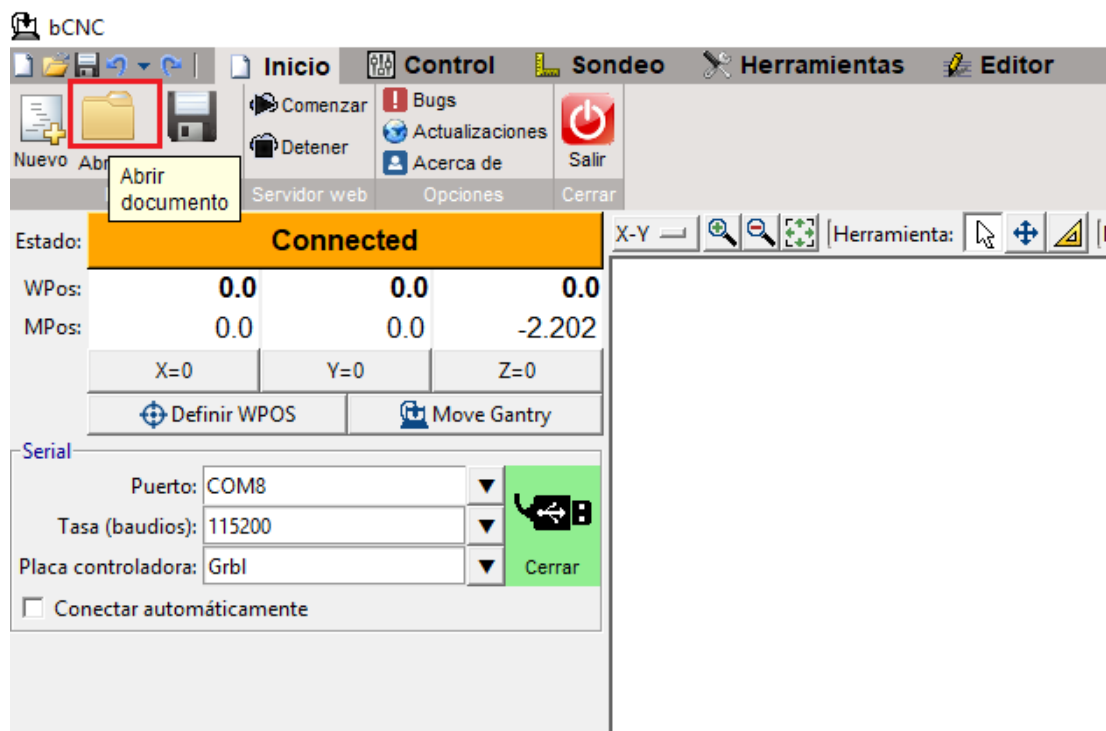 bCNC
Inicio Control Sondeo Herramientas Editor
Comenzar Bugs
Detener Actualizaciones
Nuevo Acerca de Salir
Abrir
documento
Servidor web Opciones Cerrar
Estado: Connected X-Y Herramienta:
WPos: 0.0 0.0 0.0
MPos: 0.0 0.0 -2.202
X=0 Y=0 Z=0
Definir WPOS Move Gantry
Serial
Puerto: COM8
Tasa (baudios): 115200
Placa controladora: Grbl Cerrar
Conectar automáticamente